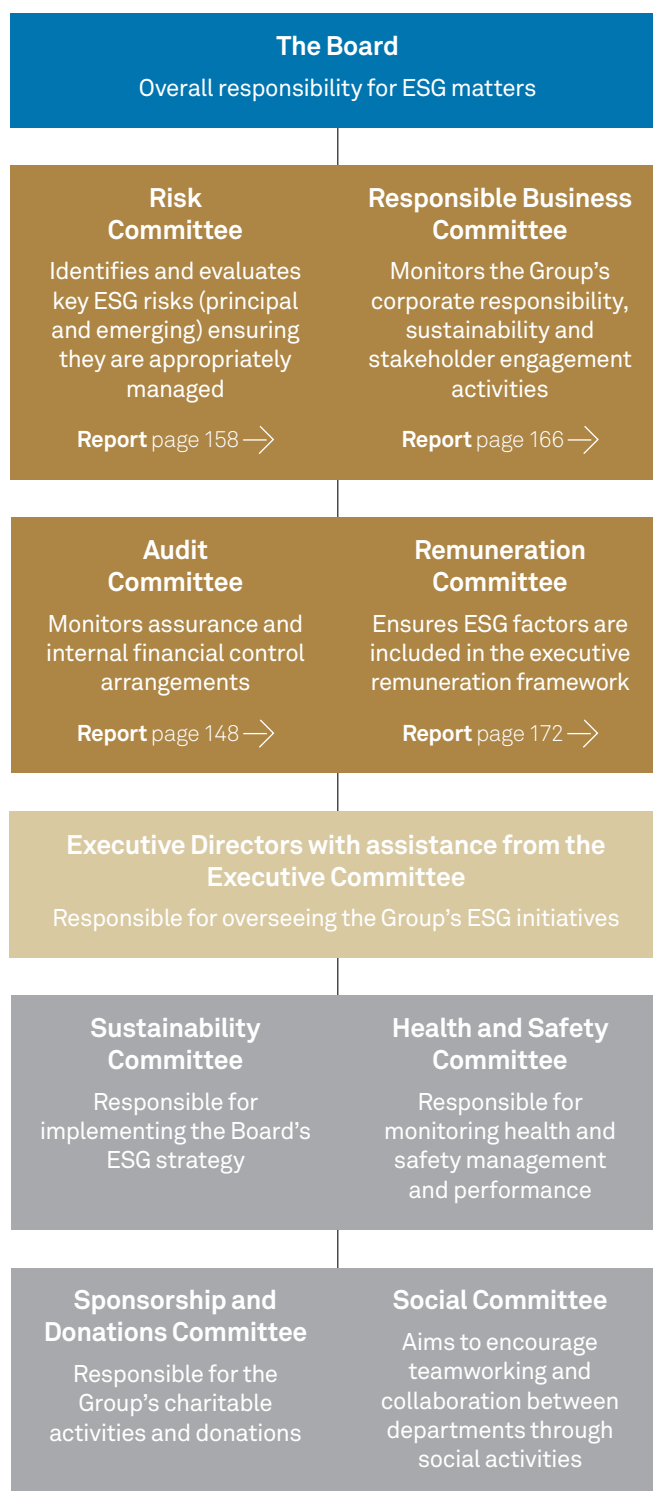 The Board
Overall responsibility for ESG matters
Risk
Committee
Identifies and evaluates
key ESG risks (principal
and emerging) ensuring
they are appropriately
managed
Report page 158
Responsible Business
Committee
Monitors the Group’s
corporate responsibility,
sustainability and
stakeholder engagement
activities
Report page 166
Audit
Committee
Monitors assurance and
internal financial control
arrangements
Report page 148
Remuneration
Committee
Ensures ESG factors are
included in the executive
remuneration framework
Report page 172
Executive Directors with assistance from the
Executive Committee
Responsible for overseeing the Group’s ESG initiatives
Sustainability
Committee
Responsible for
implementing the Board’s
ESG strategy
Health and Safety
Committee
Responsible for
monitoring health and
safety management
and performance
Sponsorship and
Donations Committee
Responsible for the
Group’s charitable
activities and donations
Social Committee
Aims to encourage
teamworking and
collaboration between
departments through
social activities